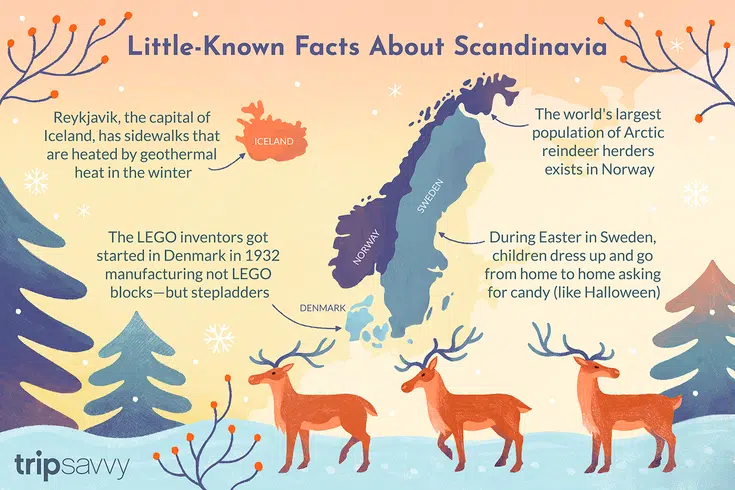 Little-Known Facts About Scandinavia
Reykjavik, the capital of
Iceland, has sidewalks that
are heated by geothermal
heat in the winter
ICELAND
The world's largest
population of Arctic
reindeer herders
exists in Norway
SWEDEN
NORWAY
The LEGO inventors got
started in Denmark in 1932
manufacturing not LEGO
blocks—but stepladders
During Easter in Sweden,
children dress up and go
from home to home asking
for candy (like Halloween)
DENMARK
tripsavvy